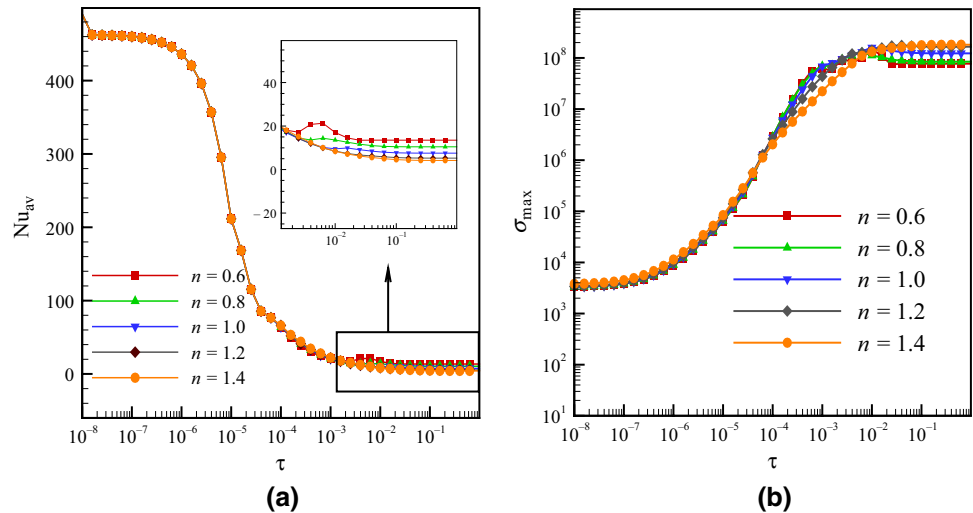 Nu_av
400
300
200
100
0
10^-8 10^-7 10^-6 10^-5 10^-4 10^-3 10^-2 10^-1
τ
n = 0.6
n = 0.8
n = 1.0
n = 1.2
n = 1.4
40
20
0
−20
10^-2 10^-1
(a)
σ_max
10^8
10^7
10^6
10^5
10^4
10^3
10^2
10^1
10^-8 10^-7 10^-6 10^-5 10^-4 10^-3 10^-2 10^-1
τ
n = 0.6
n = 0.8
n = 1.0
n = 1.2
n = 1.4
(b)